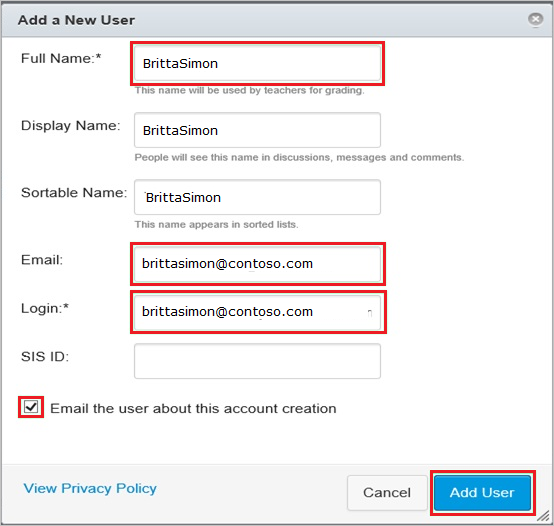 Add a New User
Full Name:* BrittaSimon
This name will be used by teachers for grading.
Display Name: BrittaSimon
People will see this name in discussions, messages and comments.
Sortable Name: BrittaSimon
This name appears in sorted lists.
Email: brittasimon@contoso.com
Login:* brittasimon@contoso.com
SIS ID:
Email the user about this account creation
View Privacy Policy Cancel Add User